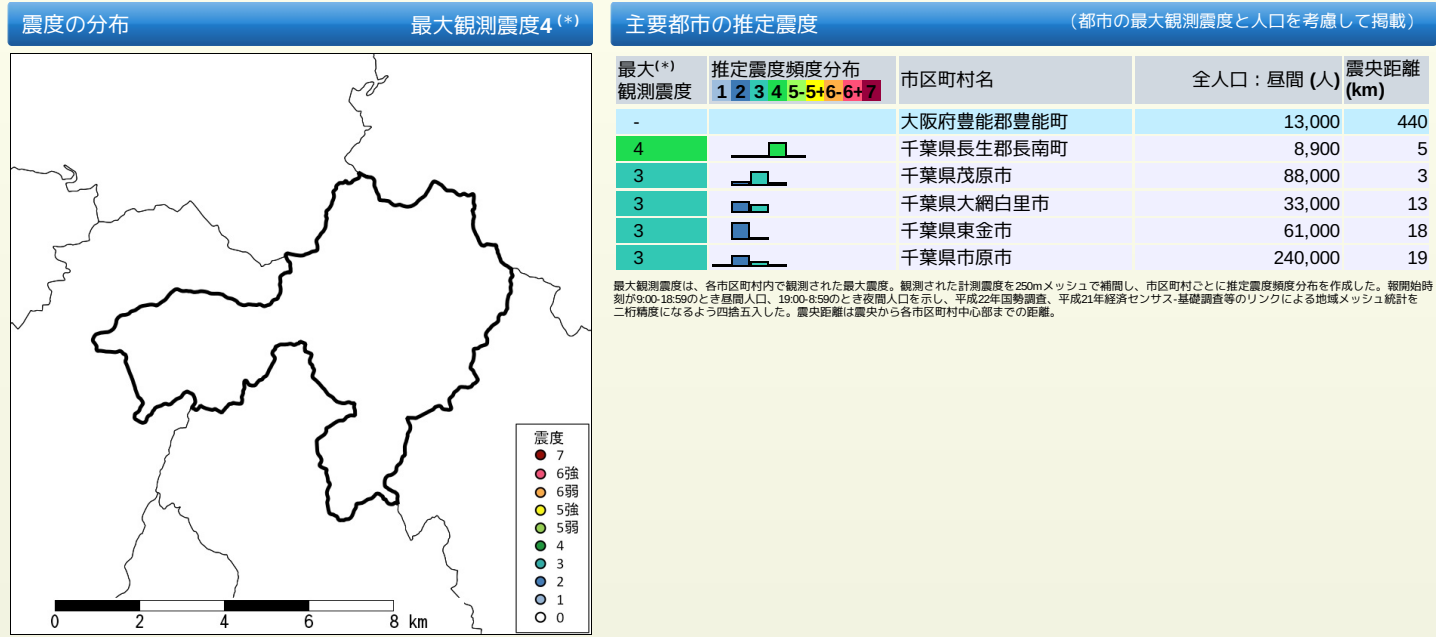 震度の分布 最大観測震度4(*)
震度
7
6強
6弱
5強
5弱
4
3
2
1
0
0 2 4 6 8 km
主要都市の推定震度 （都市の最大観測震度と人口を考慮して掲載）
最大(*)観測震度 推定震度頻度分布 1 2 3 4 5- 5+ 6- 6+ 7 市区町村名 全人口：昼間 (人) 震央距離(km)
- 大阪府豊能郡豊能町 13,000 440
4 千葉県長生郡長南町 8,900 5
3 千葉県茂原市 88,000 3
3 千葉県大網白里市 33,000 13
3 千葉県東金市 61,000 18
3 千葉県市原市 240,000 19
最大観測震度は、各市区町村内で観測された最大震度。観測された計測震度を250mメッシュで補間し、市区町村ごとに推定震度頻度分布を作成した。報開始時
刻が9:00-18:59のとき昼間人口、19:00-8:59のとき夜間人口を示し、平成22年国勢調査、平成21年経済センサス-基礎調査等のリンクによる地域メッシュ統計を
二桁精度になるよう四捨五入した。震央距離は震央から各市区町村中心部までの距離。